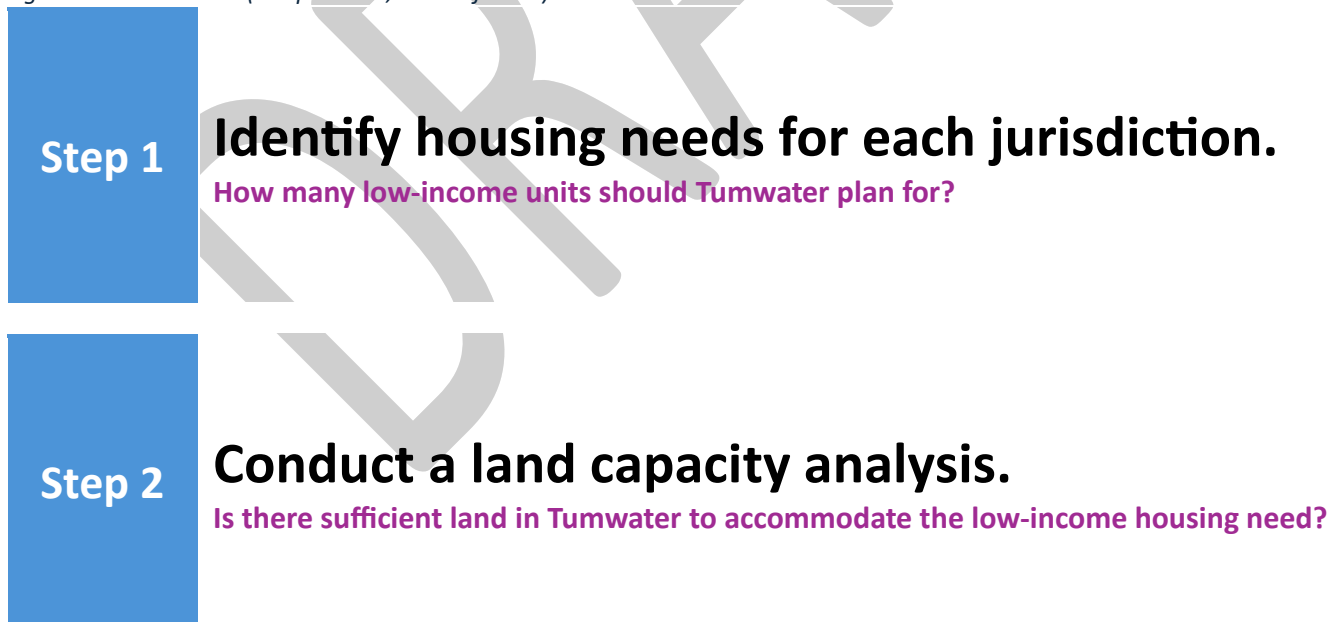 Step 1
Identify housing needs for each jurisdiction.
How many low-income units should Tumwater plan for?
Step 2
Conduct a land capacity analysis.
Is there sufficient land in Tumwater to accommodate the low-income housing need?